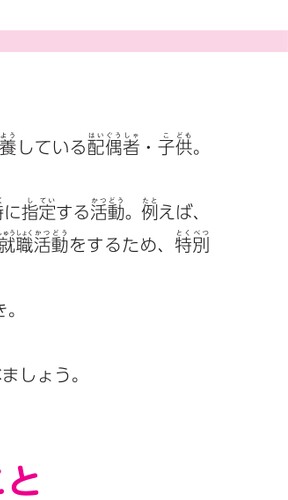 養している配偶者・子供。
に指定する活動。例えば、
就職活動をするため、特別
き。
ましょう。
こと